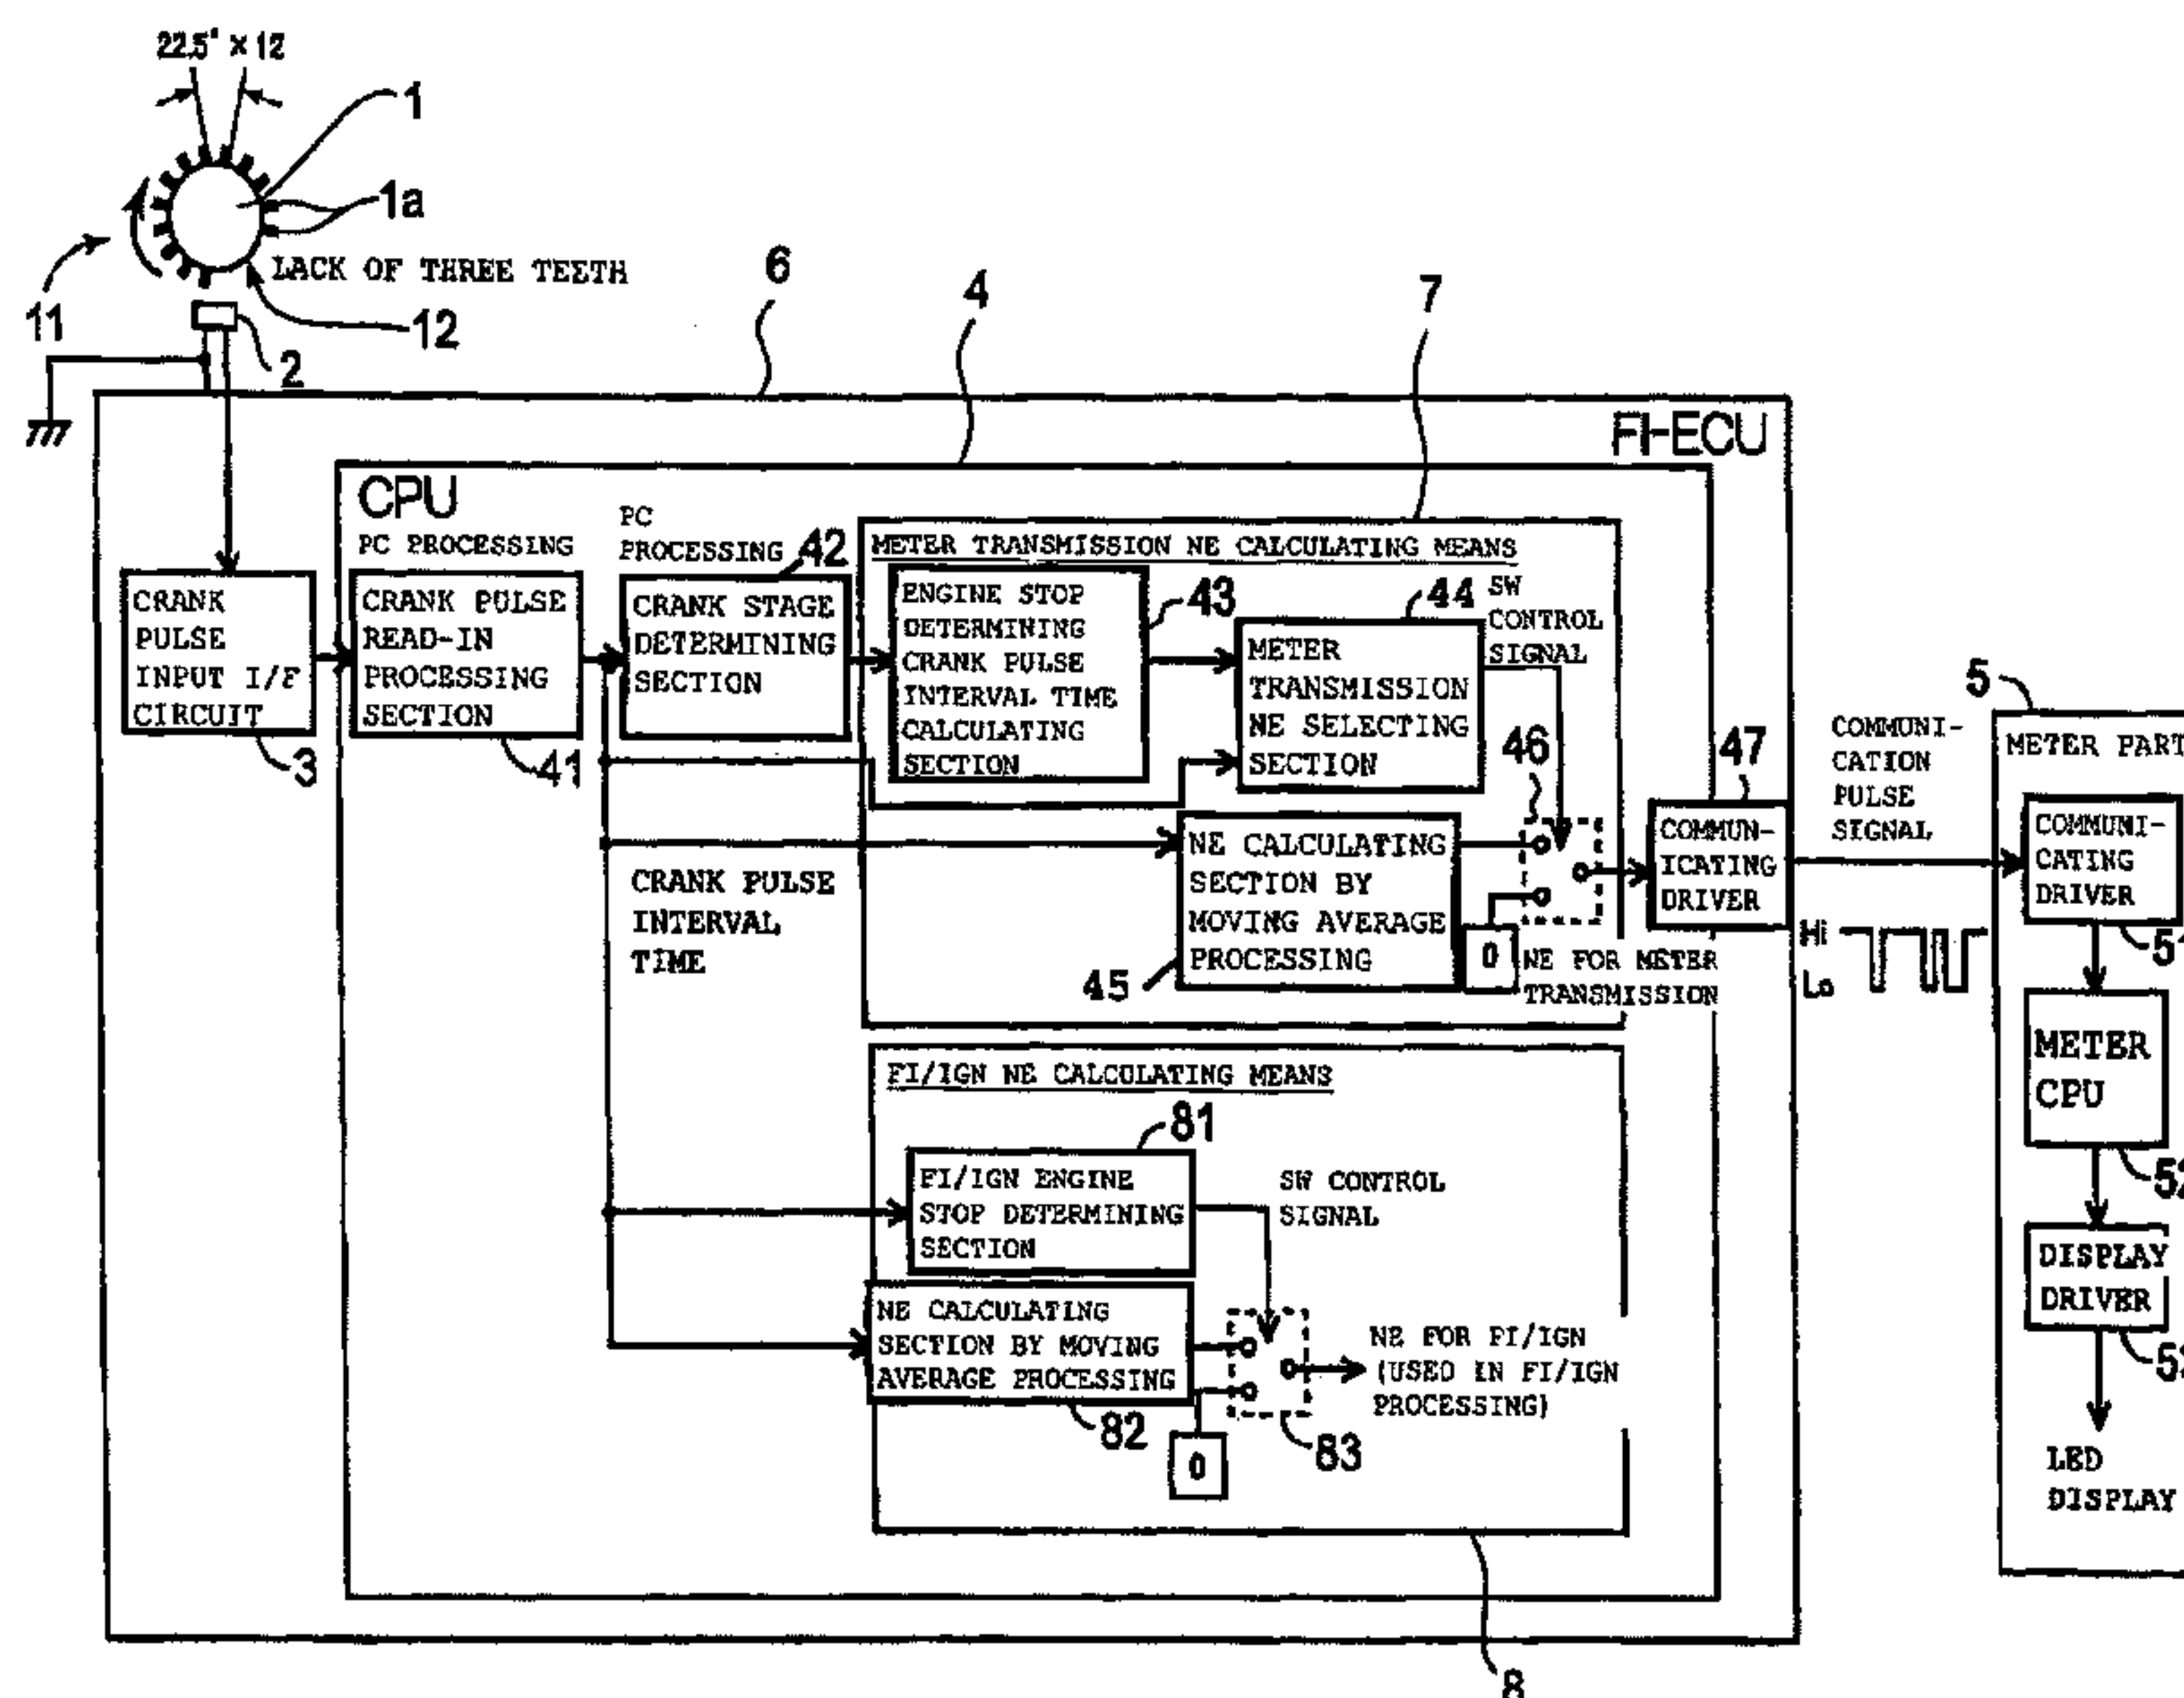 22.5° × 12
1
1a
LACK OF THREE TEETH
11
12
2
6
4
7
FI-ECU
CPU
PC PROCESSING
PC
PROCESSING
42
METER TRANSMISSION NE CALCULATING MEANS
CRANK
PULSE
INPUT I/F
CIRCUIT
3
CRANK PULSE
READ-IN
PROCESSING
SECTION
41
CRANK STAGE
DETERMINING
SECTION
ENGINE STOP
DETERMINING
CRANK PULSE
INTERVAL TIME
CALCULATING
SECTION
43
METER
TRANSMISSION
NE SELECTING
SECTION
44
SW
CONTROL
SIGNAL
46
47
NE CALCULATING
SECTION BY
MOVING AVERAGE
PROCESSING
45
0
NE FOR METER
TRANSMISSION
COMMUN-
ICATING
DRIVER
CRANK PULSE
INTERVAL
TIME
COMMUNI-
CATION
PULSE
SIGNAL
Hi
Lo
5
METER PART
COMMUNI-
CATING
DRIVER
METER
CPU
DISPLAY
DRIVER
LED
DISPLAY
FI/IGN NE CALCULATING MEANS
81
FI/IGN ENGINE
STOP DETERMINING
SECTION
SW CONTROL
SIGNAL
NE CALCULATING
SECTION BY MOVING
AVERAGE PROCESSING
82
0
83
NE FOR FI/IGN
(USED IN FI/IGN
PROCESSING)
8